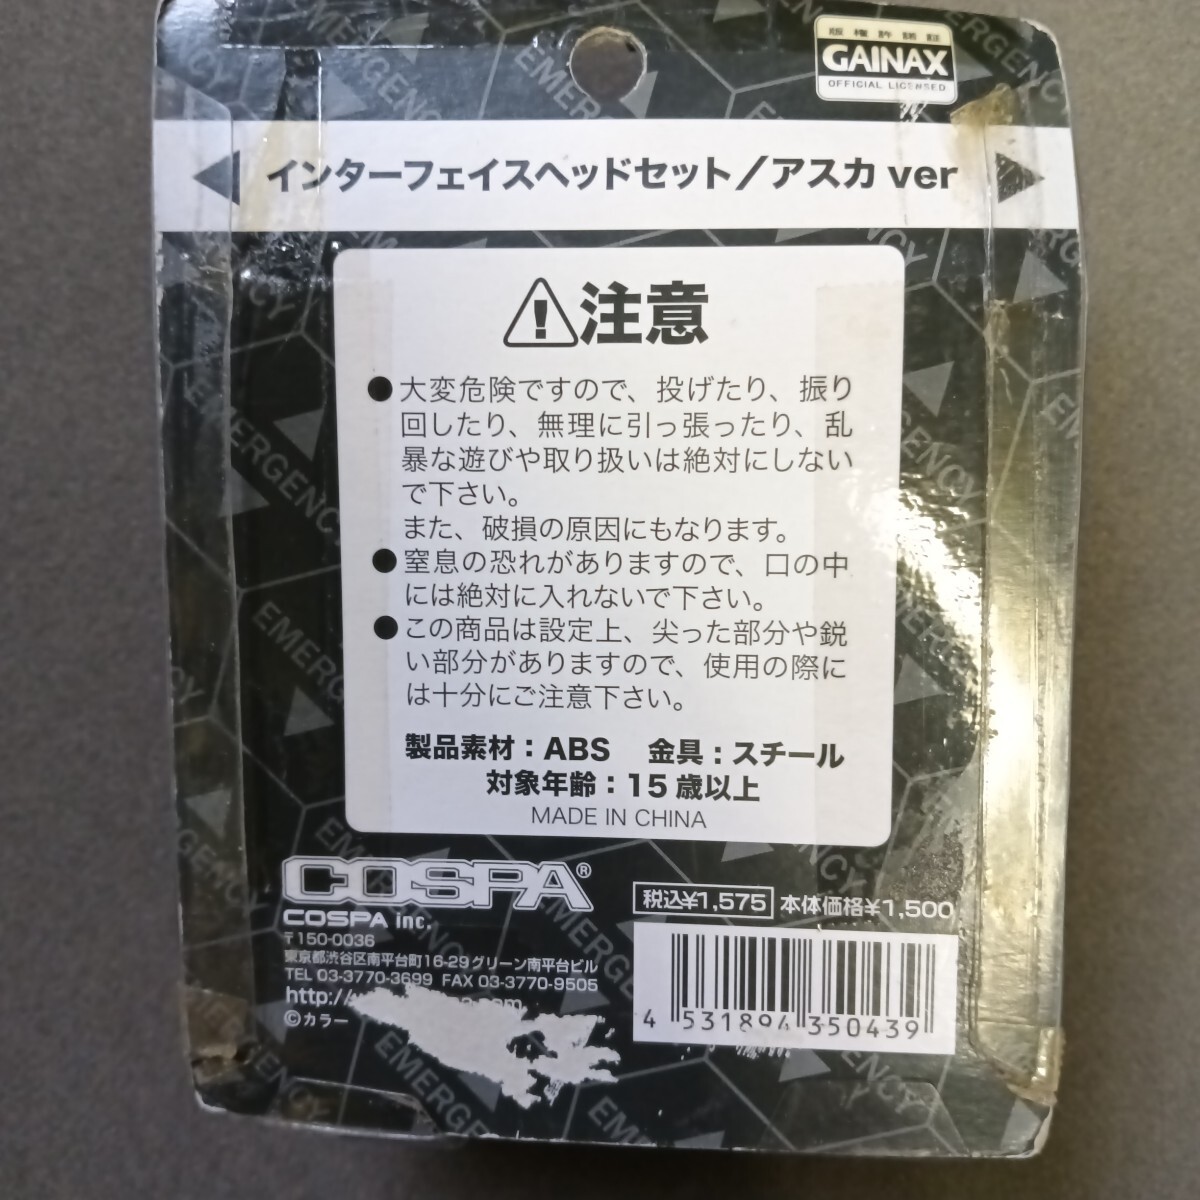 版権許諾証
GAINAX
OFFICIAL LICENSED
インターフェイスヘッドセット/アスカ ver
注意
●大変危険ですので、投げたり、振り
回したり、無理に引っ張ったり、乱
暴な遊びや取り扱いは絶対にしない
で下さい。
また、破損の原因にもなります。
●窒息の恐れがありますので、口の中
には絶対に入れないで下さい。
●この商品は設定上、尖った部分や鋭
い部分がありますので、使用の際に
は十分にご注意下さい。
製品素材：ABS 金具：スチール
対象年齢：15歳以上
MADE IN CHINA
COSPA®
COSPA inc.
〒150-0036
東京都渋谷区南平台町16-29グリーン南平台ビル
TEL 03-3770-3699 FAX 03-3770-9505
http://
©カラー
税込¥1,575 本体価格¥1,500
4 531894 350439
EMERGENCY
EMERGENCY
EMERGENCY
EMERGENCY
EMERGENCY
EMERGENCY